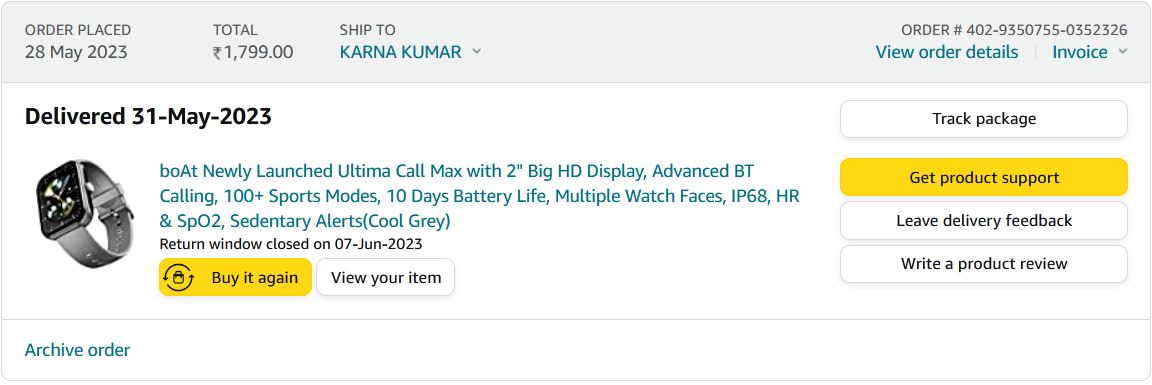 ORDER PLACED
28 May 2023
TOTAL
₹1,799.00
SHIP TO
KARNA KUMAR
ORDER # 402-9350755-0352326
View order details
Invoice
Delivered 31-May-2023
boAt Newly Launched Ultima Call Max with 2" Big HD Display, Advanced BT
Calling, 100+ Sports Modes, 10 Days Battery Life, Multiple Watch Faces, IP68, HR
& SpO2, Sedentary Alerts(Cool Grey)
Return window closed on 07-Jun-2023
Buy it again
View your item
Track package
Get product support
Leave delivery feedback
Write a product review
Archive order